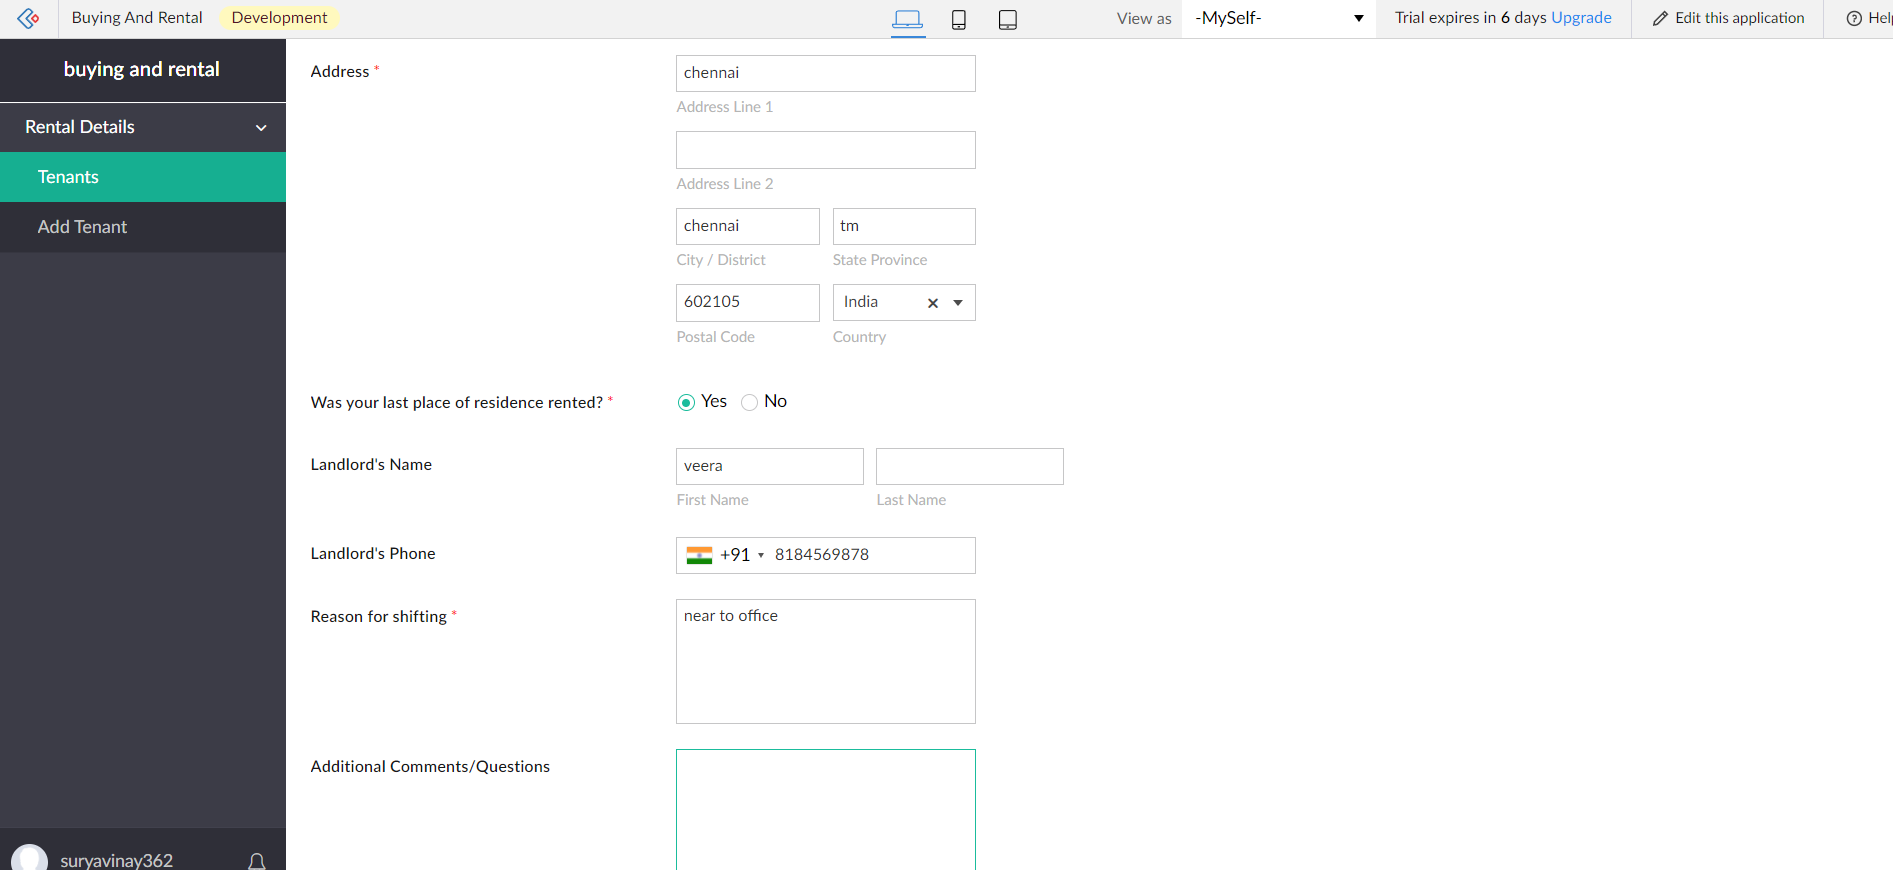 Buying And Rental Development View as -MySelf- Trial expires in 6 days Upgrade Edit this application
buying and rental
Rental Details
Tenants
Add Tenant
suryavinay362
Address *
chennai
Address Line 1
Address Line 2
chennai tm
City / District State Province
602105 India
Postal Code Country
Was your last place of residence rented? * Yes No
Landlord's Name
veera
First Name Last Name
Landlord's Phone +91 8184569878
Reason for shifting * near to office
Additional Comments/Questions